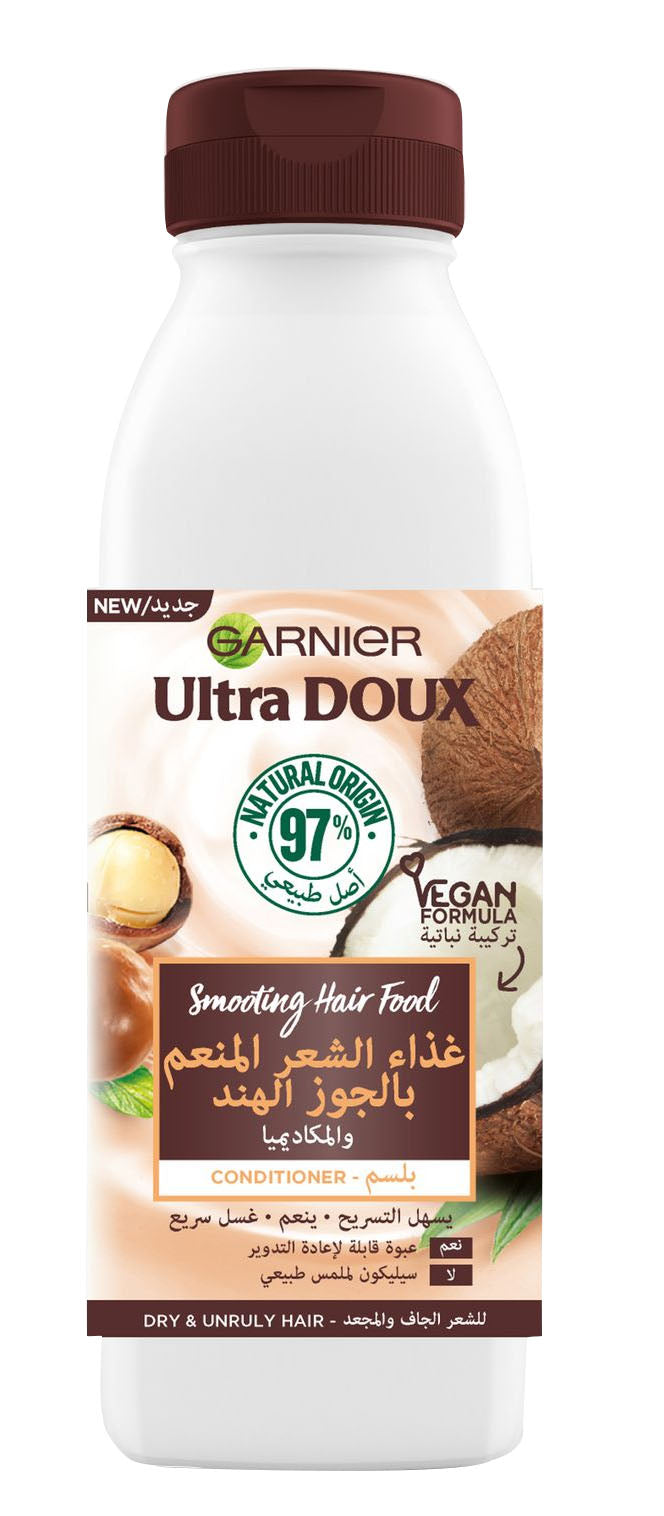 NEW/جديد
GARNIER
Ultra DOUX
NATURAL ORIGIN
97%
أصل طبيعي
VEGAN
FORMULA
تركيبة نباتية
Smooting Hair Food
غذاء الشعر المنعم
بالجوز الهند
والمكاديميا
CONDITIONER - بلسم
يسهل التسريح • ينعم • غسل سريع
نعم عبوة قابلة لإعادة التدوير
لا سيليكون لملمس طبيعي
DRY & UNRULY HAIR - للشعر الجاف والمجعد